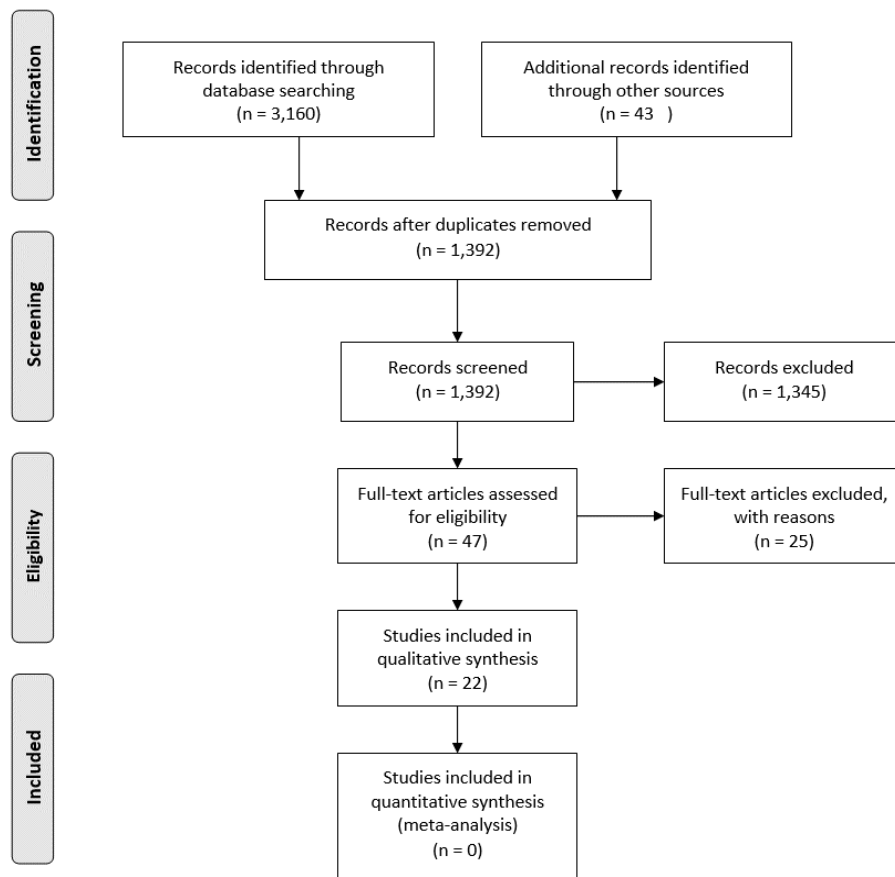 Identification
Records identified through
database searching
(n = 3,160)
Additional records identified
through other sources
(n = 43   )
Records after duplicates removed
(n = 1,392)
Screening
Records screened
(n = 1,392)
Records excluded
(n = 1,345)
Eligibility
Full-text articles assessed
for eligibility
(n = 47)
Full-text articles excluded,
with reasons
(n = 25)
Studies included in
qualitative synthesis
(n = 22)
Included
Studies included in
quantitative synthesis
(meta-analysis)
(n = 0)